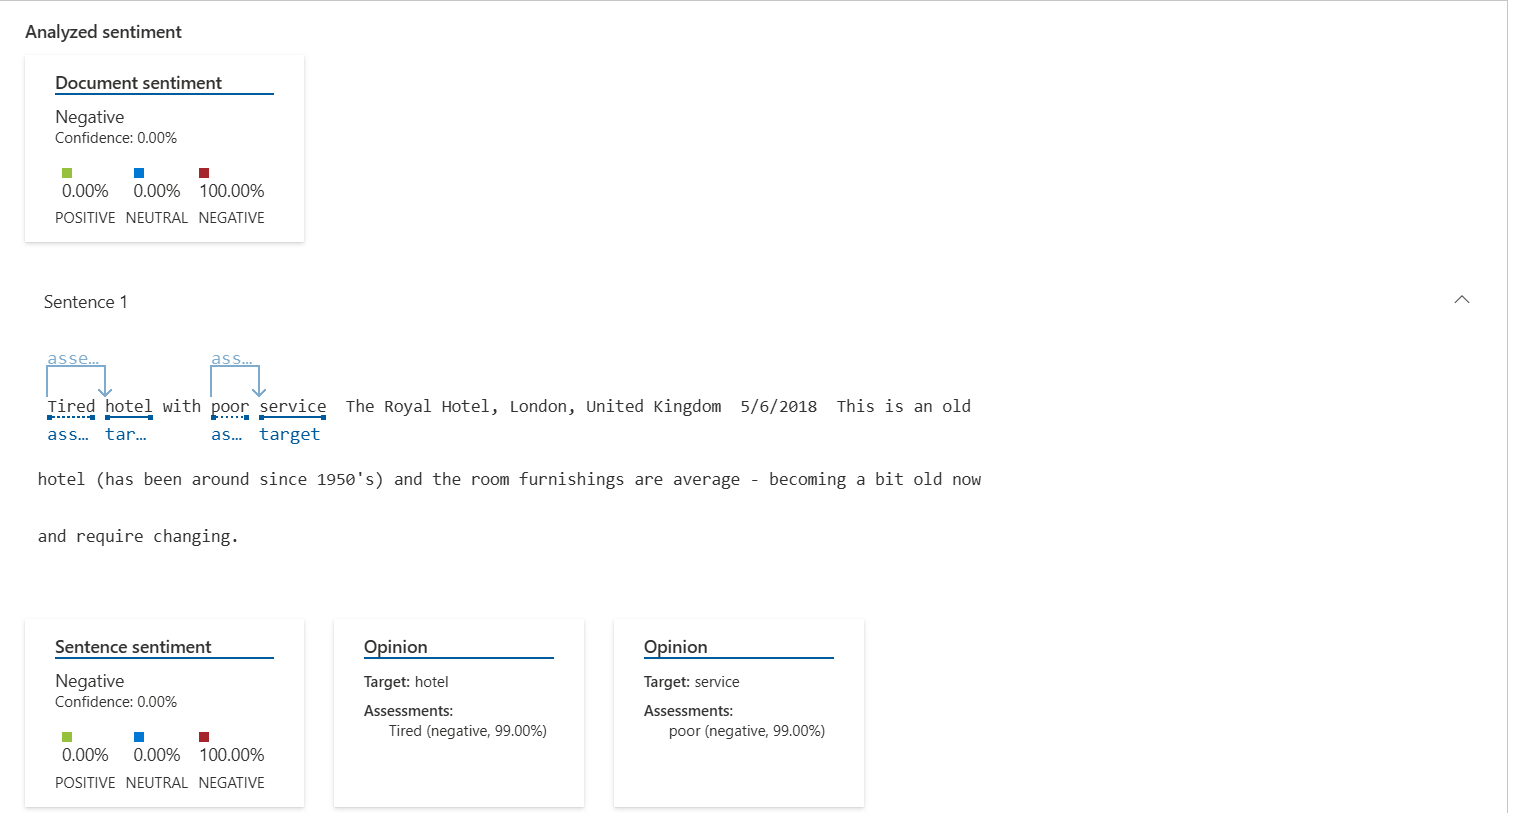 Analyzed sentiment
Document sentiment
Negative
Confidence: 0.00%
0.00% 0.00% 100.00%
POSITIVE NEUTRAL NEGATIVE
Sentence 1
asse... ass...
Tired hotel with poor service The Royal Hotel, London, United Kingdom 5/6/2018 This is an old
ass... tar... as... target
hotel (has been around since 1950's) and the room furnishings are average - becoming a bit old now
and require changing.
Sentence sentiment
Negative
Confidence: 0.00%
0.00% 0.00% 100.00%
POSITIVE NEUTRAL NEGATIVE
Opinion
Target: hotel
Assessments:
Tired (negative, 99.00%)
Opinion
Target: service
Assessments:
poor (negative, 99.00%)